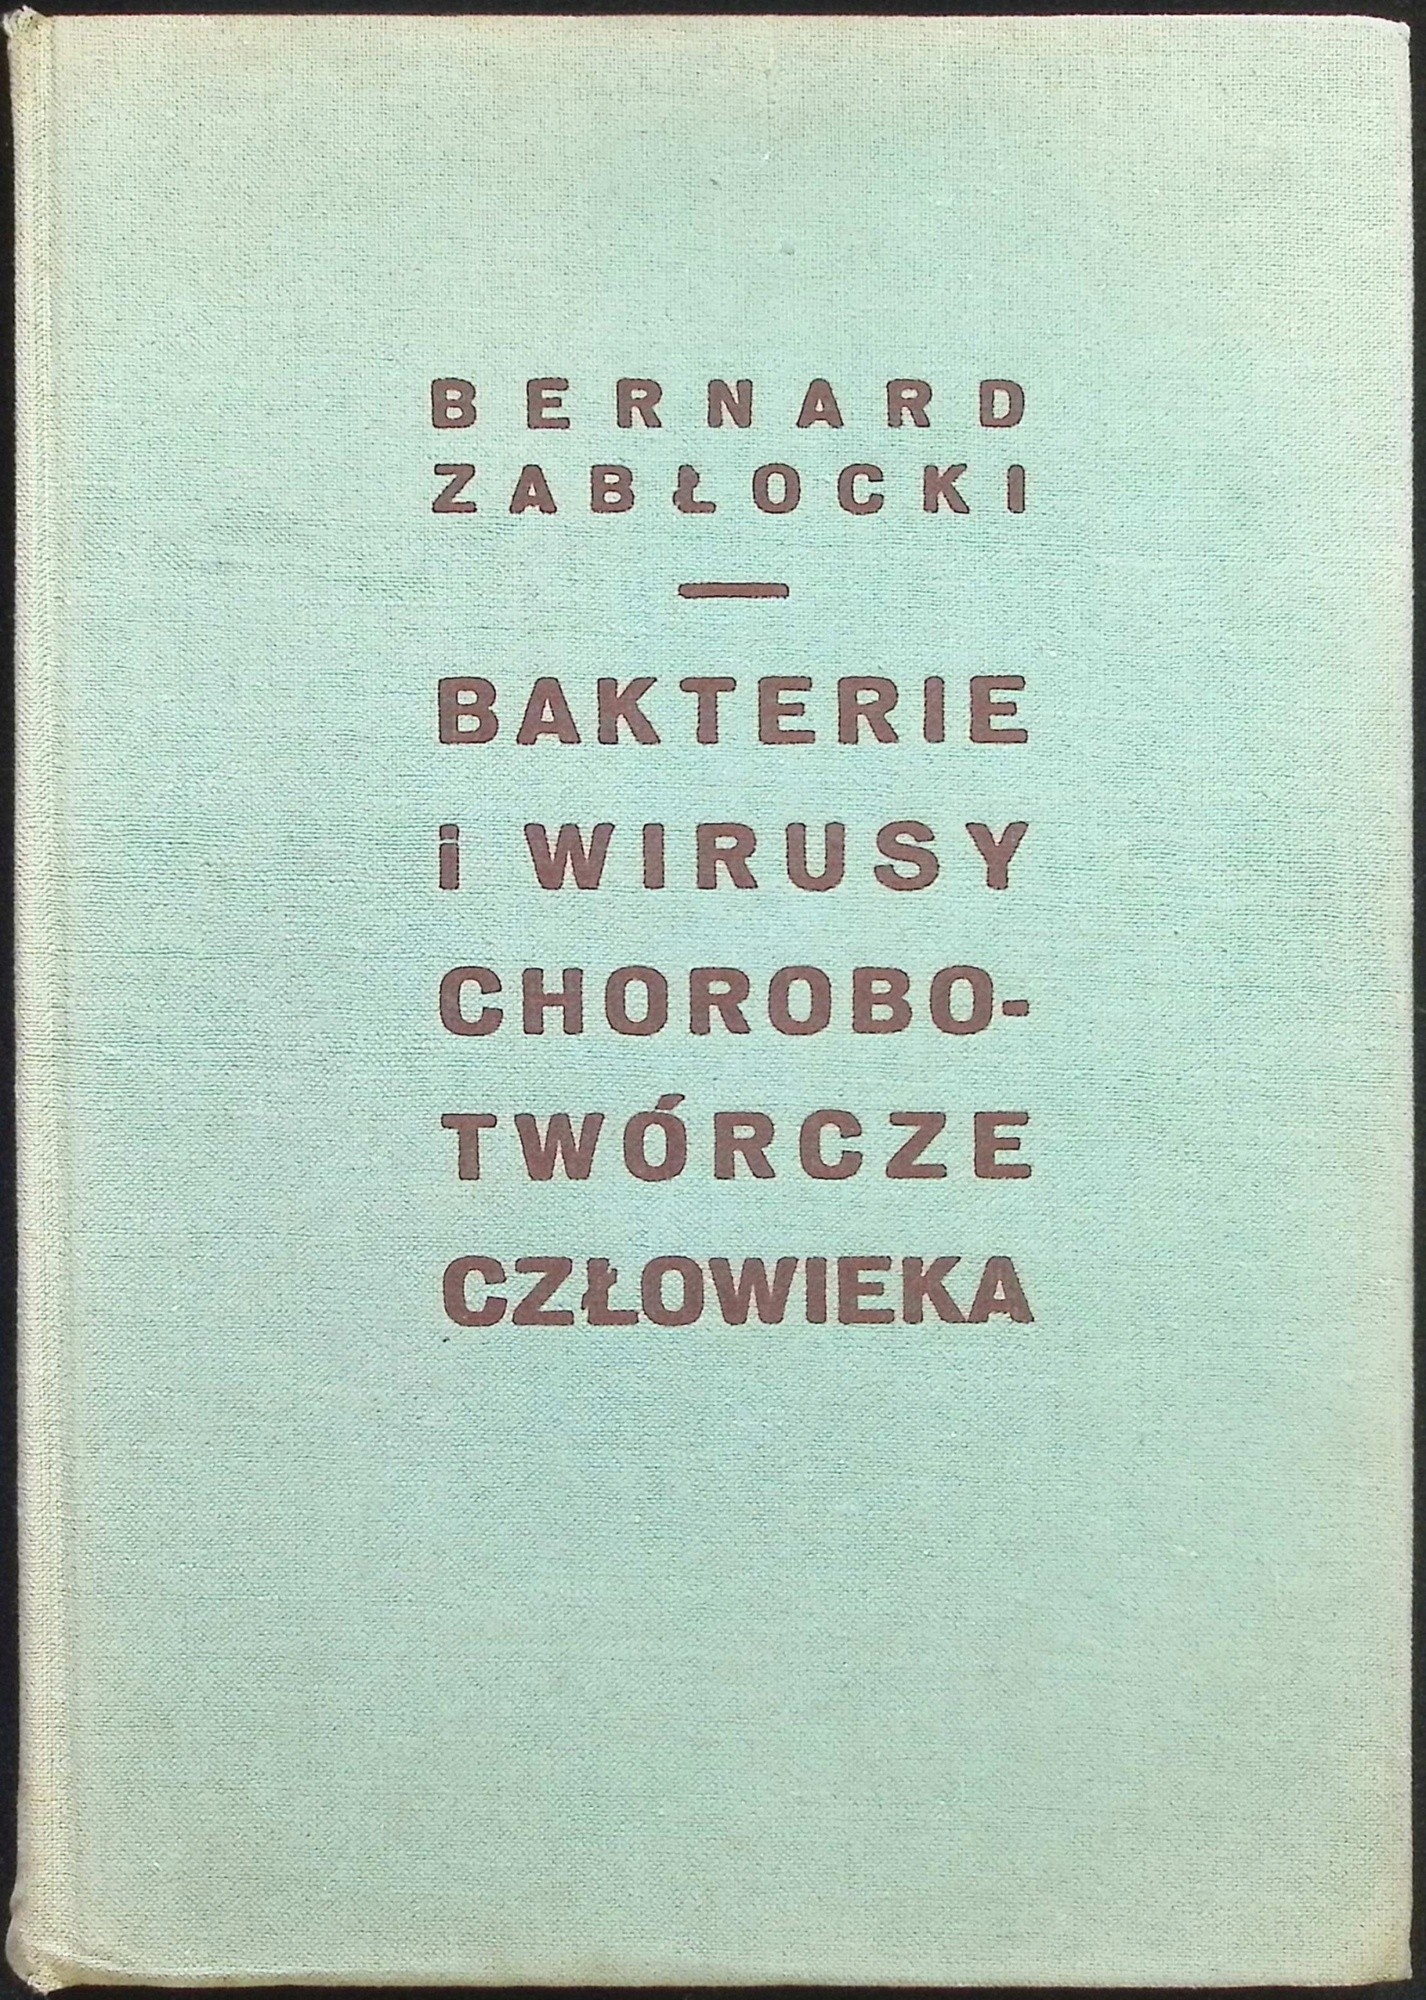 BERNARD
ZABŁOCKI
BAKTERIE
i WIRUSY
CHOROBO-
TWÓRCZE
CZŁOWIEKA